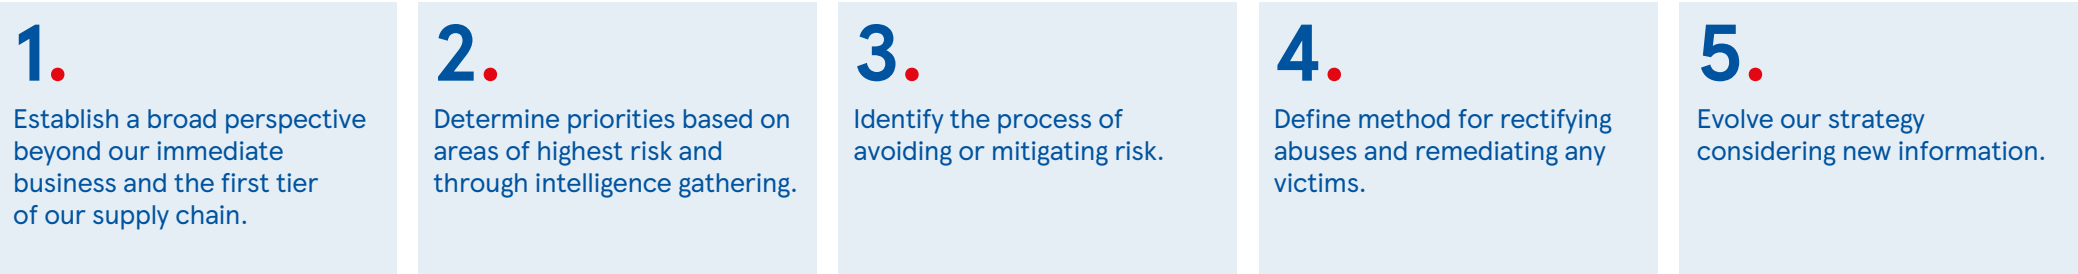 1.
Establish a broad perspective
beyond our immediate
business and the first tier
of our supply chain.
2.
Determine priorities based on
areas of highest risk and
through intelligence gathering.
3.
Identify the process of
avoiding or mitigating risk.
4.
Define method for rectifying
abuses and remediating any
victims.
5.
Evolve our strategy
considering new information.